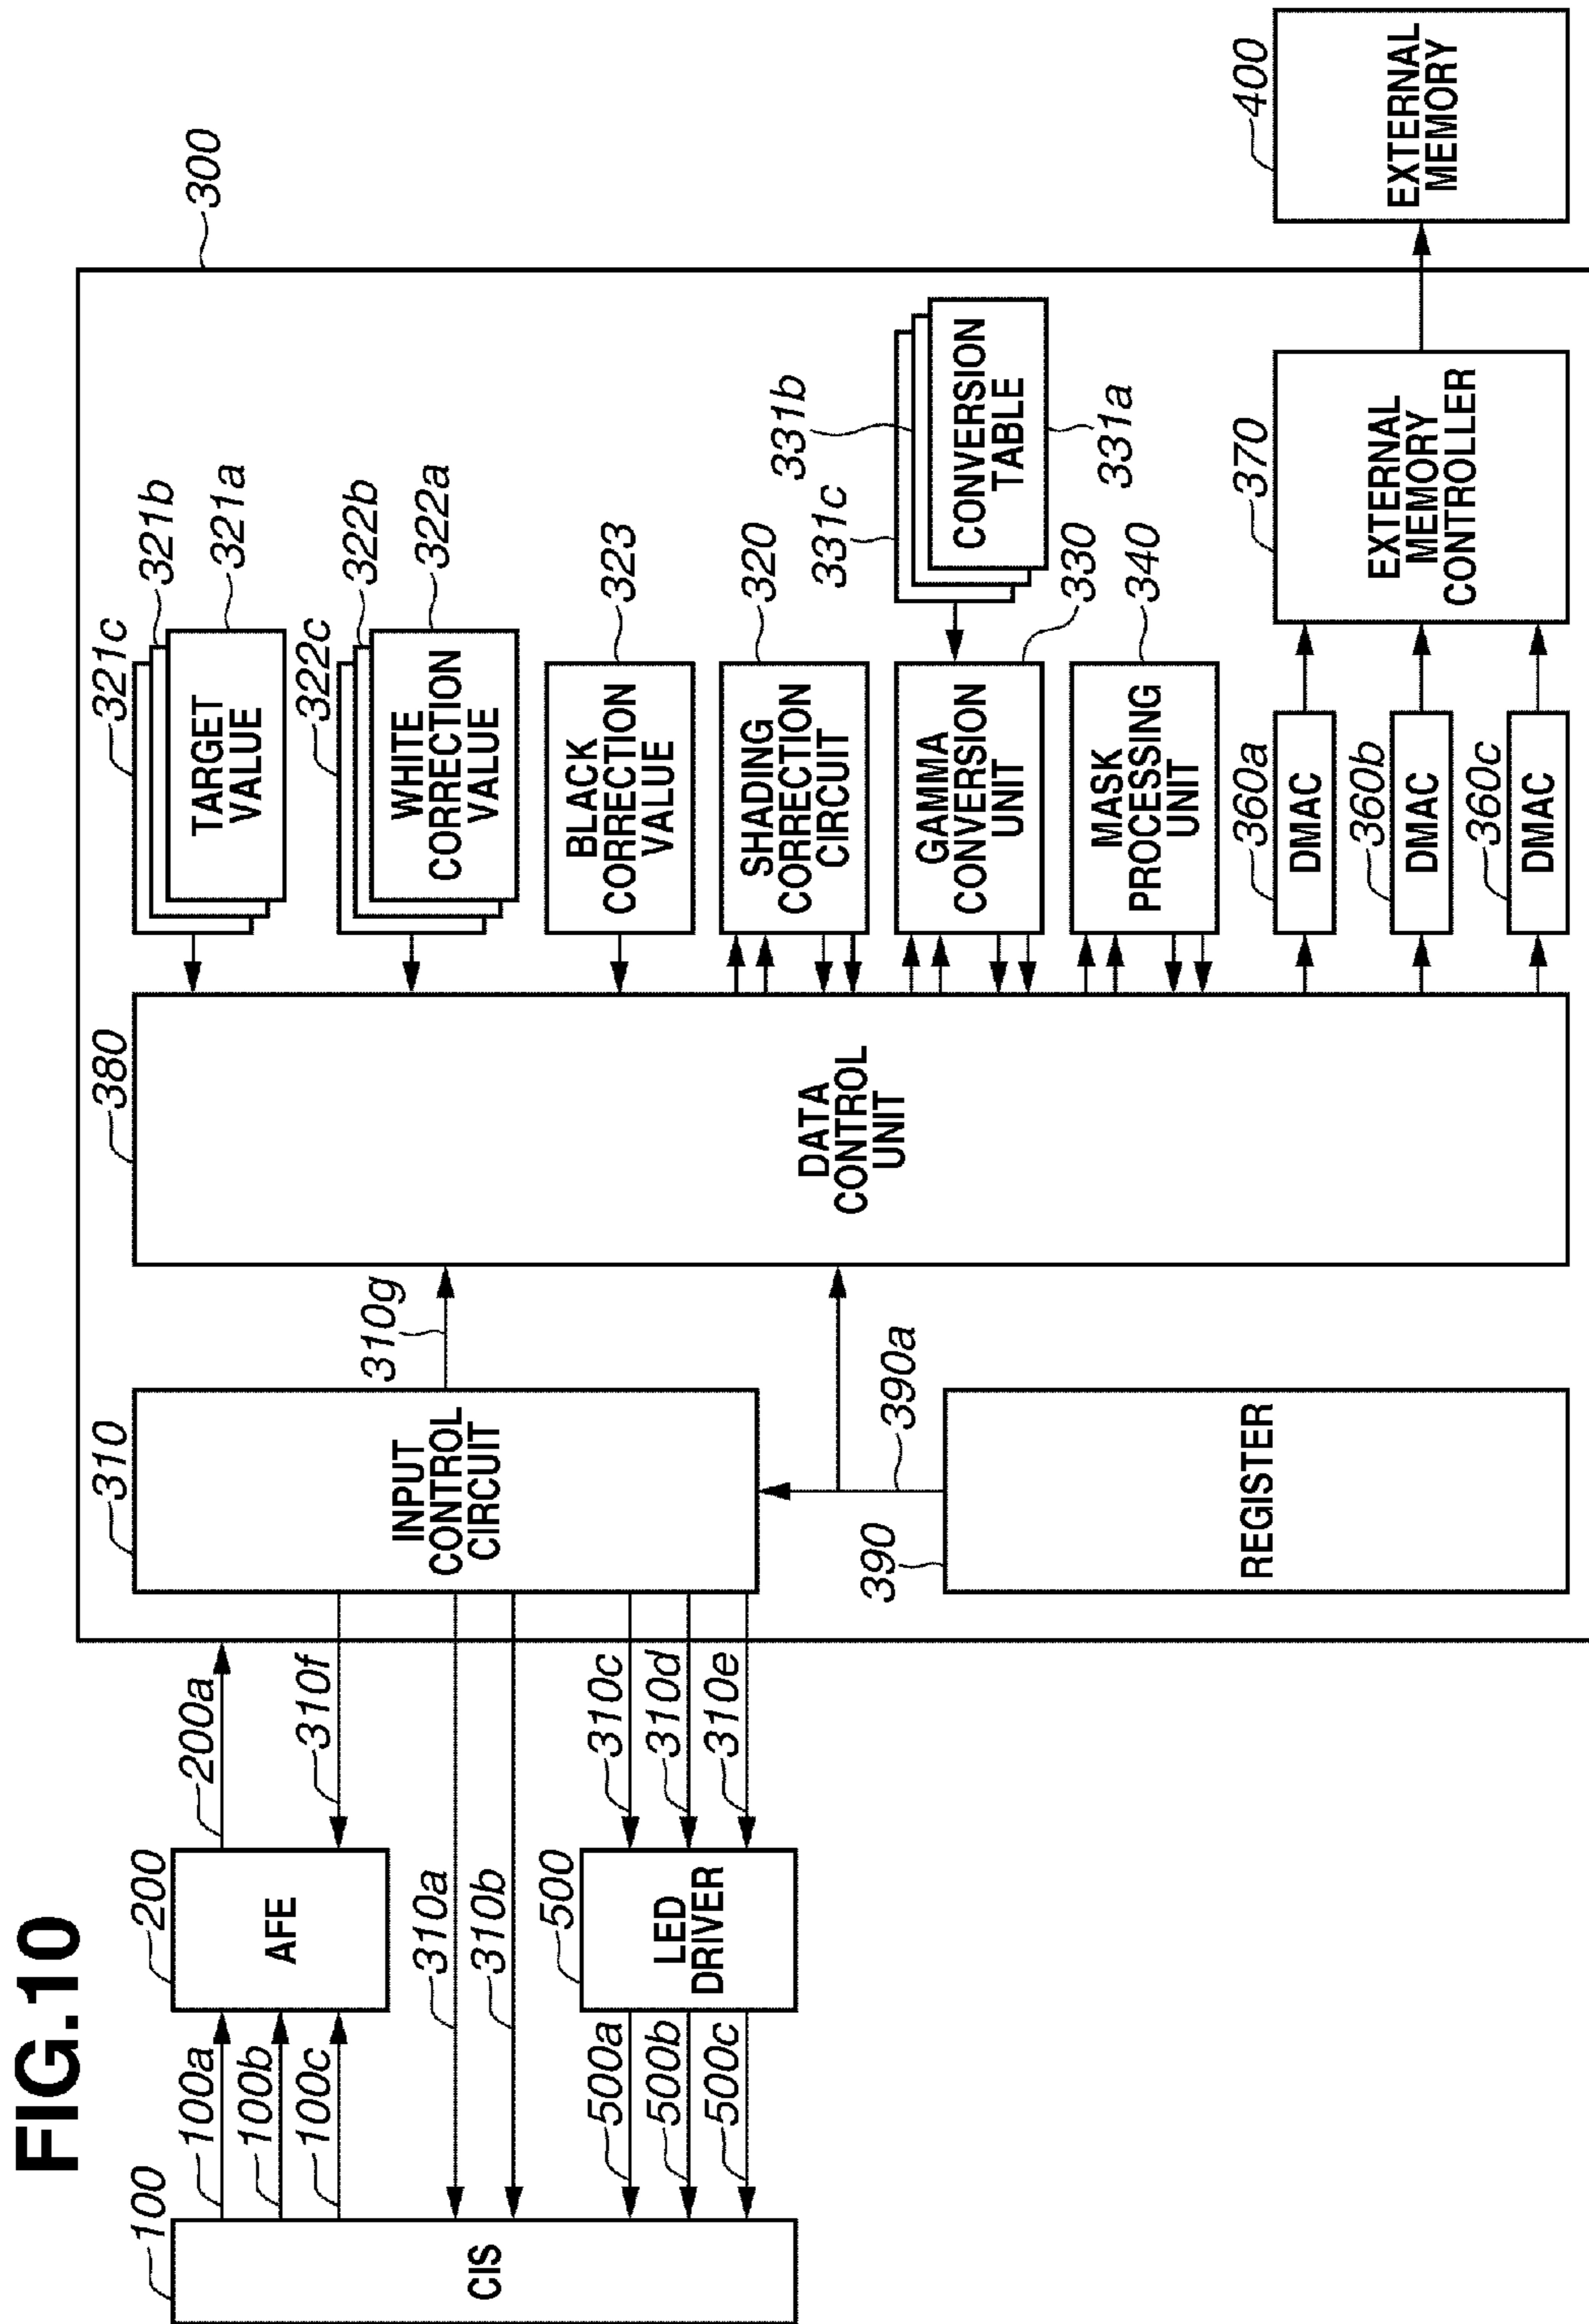 FIG.10
100
CIS
100a
100b
100c
200
AFE
200a
310f
310a
310b
500
LED
DRIVER
500a
500b
500c
310c
310d
310e
300
310
INPUT
CONTROL
CIRCUIT
310g
390
REGISTER
390a
380
DATA
CONTROL
UNIT
321c
321b
321a
TARGET
VALUE
322c
322b
322a
WHITE
CORRECTION
VALUE
323
BLACK
CORRECTION
VALUE
320
SHADING
CORRECTION
CIRCUIT
331c
331b
331a
CONVERSION
TABLE
330
GAMMA
CONVERSION
UNIT
340
MASK
PROCESSING
UNIT
360a
DMAC
360b
DMAC
360c
DMAC
370
EXTERNAL
MEMORY
CONTROLLER
400
EXTERNAL
MEMORY